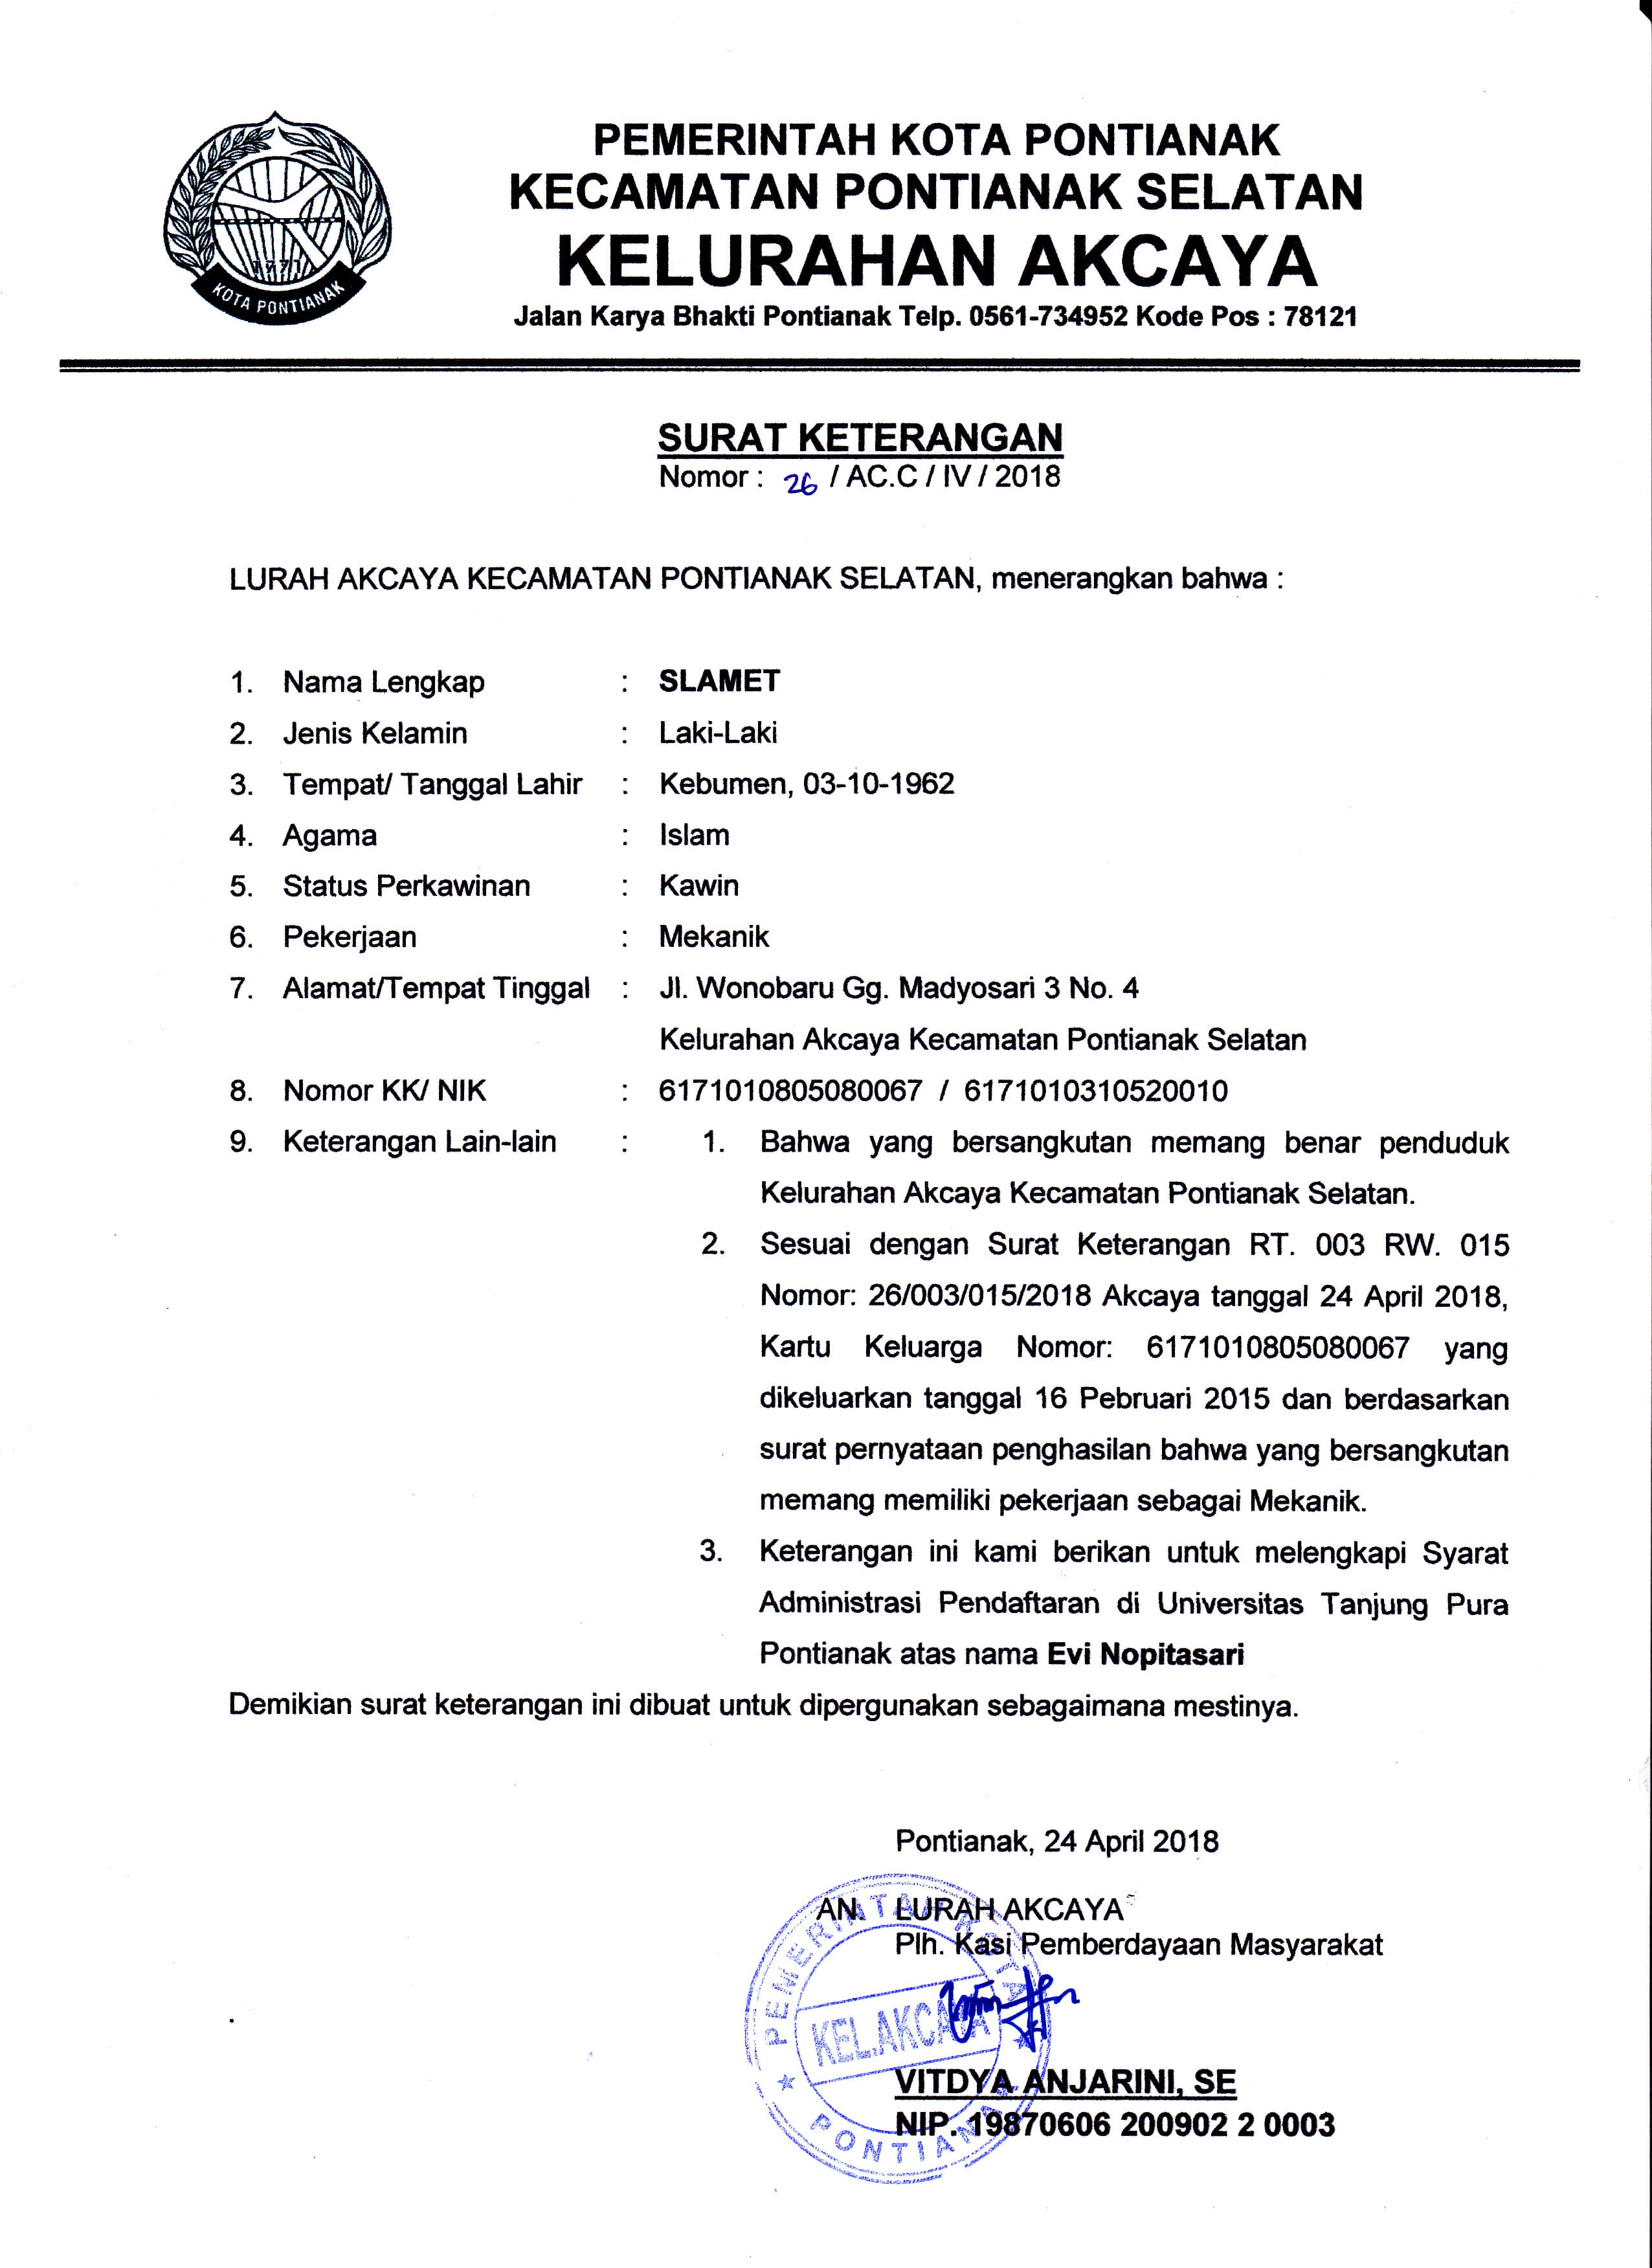 PEMERINTAH KOTA PONTIANAK
KECAMATAN PONTIANAK SELATAN
KELURAHAN AKCAYA
Jalan Karya Bhakti Pontianak Telp. 0561-734952 Kode Pos : 78121
1771
KOTA PONTIANAK
SURAT KETERANGAN
Nomor : 26 / AC.C / IV / 2018
LURAH AKCAYA KECAMATAN PONTIANAK SELATAN, menerangkan bahwa :
1. Nama Lengkap : SLAMET
2. Jenis Kelamin : Laki-Laki
3. Tempat/ Tanggal Lahir : Kebumen, 03-10-1962
4. Agama : Islam
5. Status Perkawinan : Kawin
6. Pekerjaan : Mekanik
7. Alamat/Tempat Tinggal : Jl. Wonobaru Gg. Madyosari 3 No. 4
Kelurahan Akcaya Kecamatan Pontianak Selatan
8. Nomor KK/ NIK : 6171010805080067 / 6171010310520010
9. Keterangan Lain-lain : 1. Bahwa yang bersangkutan memang benar penduduk
Kelurahan Akcaya Kecamatan Pontianak Selatan.
2. Sesuai dengan Surat Keterangan RT. 003 RW. 015
Nomor: 26/003/015/2018 Akcaya tanggal 24 April 2018,
Kartu Keluarga Nomor: 6171010805080067 yang
dikeluarkan tanggal 16 Pebruari 2015 dan berdasarkan
surat pernyataan penghasilan bahwa yang bersangkutan
memang memiliki pekerjaan sebagai Mekanik.
3. Keterangan ini kami berikan untuk melengkapi Syarat
Administrasi Pendaftaran di Universitas Tanjung Pura
Pontianak atas nama Evi Nopitasari
Demikian surat keterangan ini dibuat untuk dipergunakan sebagaimana mestinya.
Pontianak, 24 April 2018
AN. LURAH AKCAYA
Plh. Kasi Pemberdayaan Masyarakat
PEMERINTAH KOTA
KEL.AKCAYA
PONTIANAK
VITDYA ANJARINI, SE
NIP. 19870606 200902 2 0003